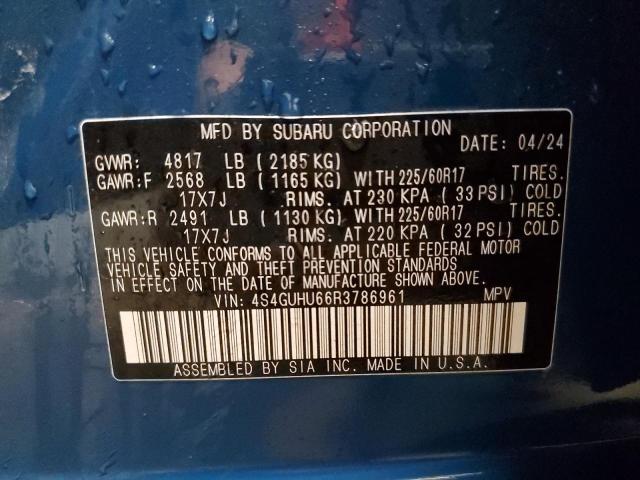 MFD BY SUBARU CORPORATION
DATE: 04/24
GVWR: 4817 LB (2185 KG)
GAWR:F 2568 LB (1165 KG) WITH 225/60R17 TIRES.
17X7J RIMS. AT 230 KPA (33 PSI) COLD
GAWR:R 2491 LB (1130 KG) WITH 225/60R17 TIRES.
17X7J RIMS. AT 220 KPA (32 PSI) COLD
THIS VEHICLE CONFORMS TO ALL APPLICABLE FEDERAL MOTOR
VEHICLE SAFETY AND THEFT PREVENTION STANDARDS
IN EFFECT ON THE DATE OF MANUFACTURE SHOWN ABOVE.
VIN: 4S4GUHU66R3786961 MPV
ASSEMBLED BY SIA INC. MADE IN U.S.A.